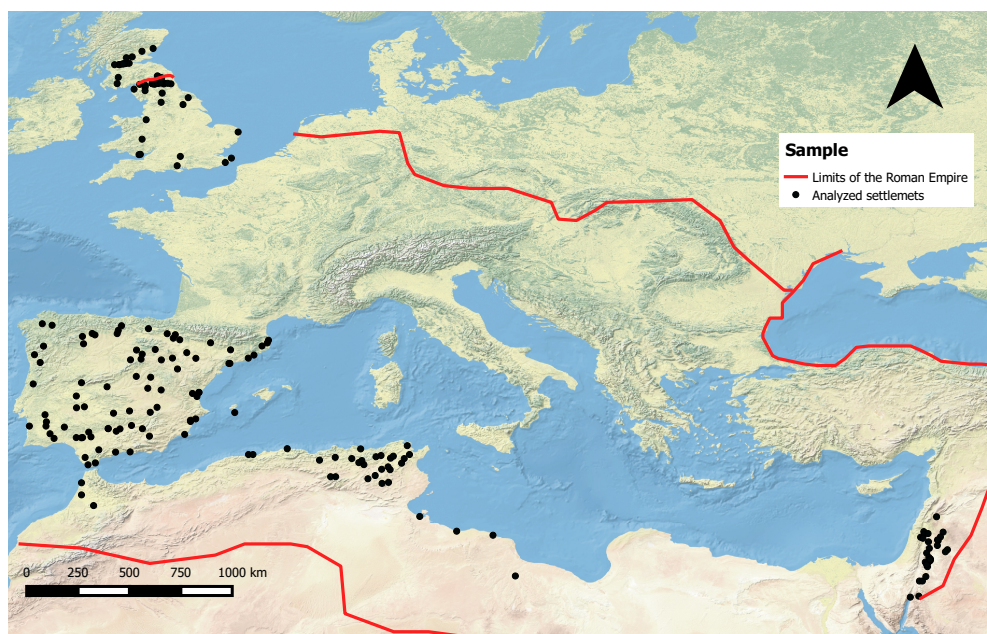 Sample
Limits of the Roman Empire
Analyzed settlemets
0 250 500 750 1000 km